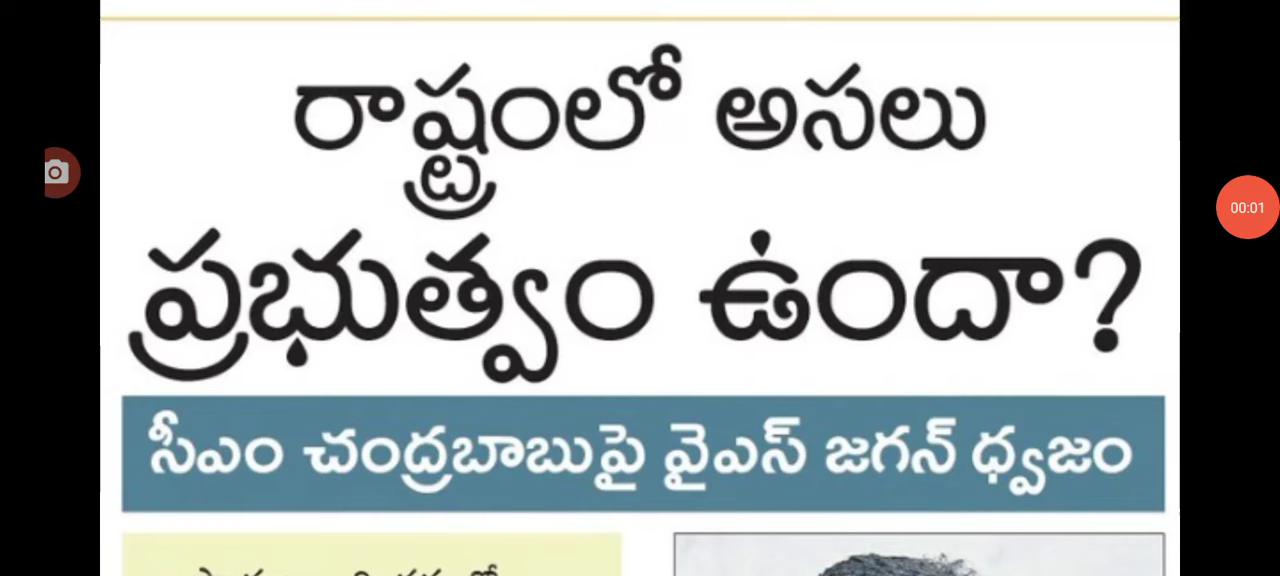 రాష్ట్రంలో అసలు
ప్రభుత్వం ఉందా?
సీఎం చంద్రబాబుపై వైఎస్ జగన్ ధ్వజం
00:01